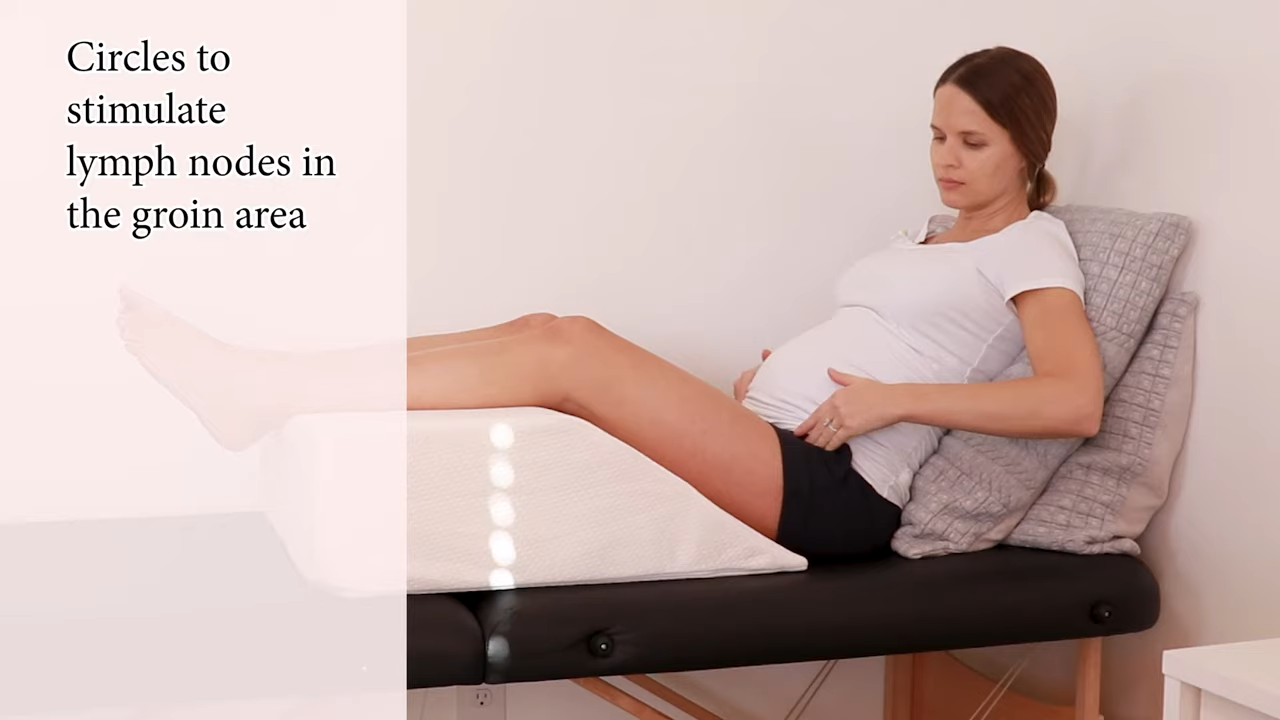 Circles to
stimulate
lymph nodes in
the groin area